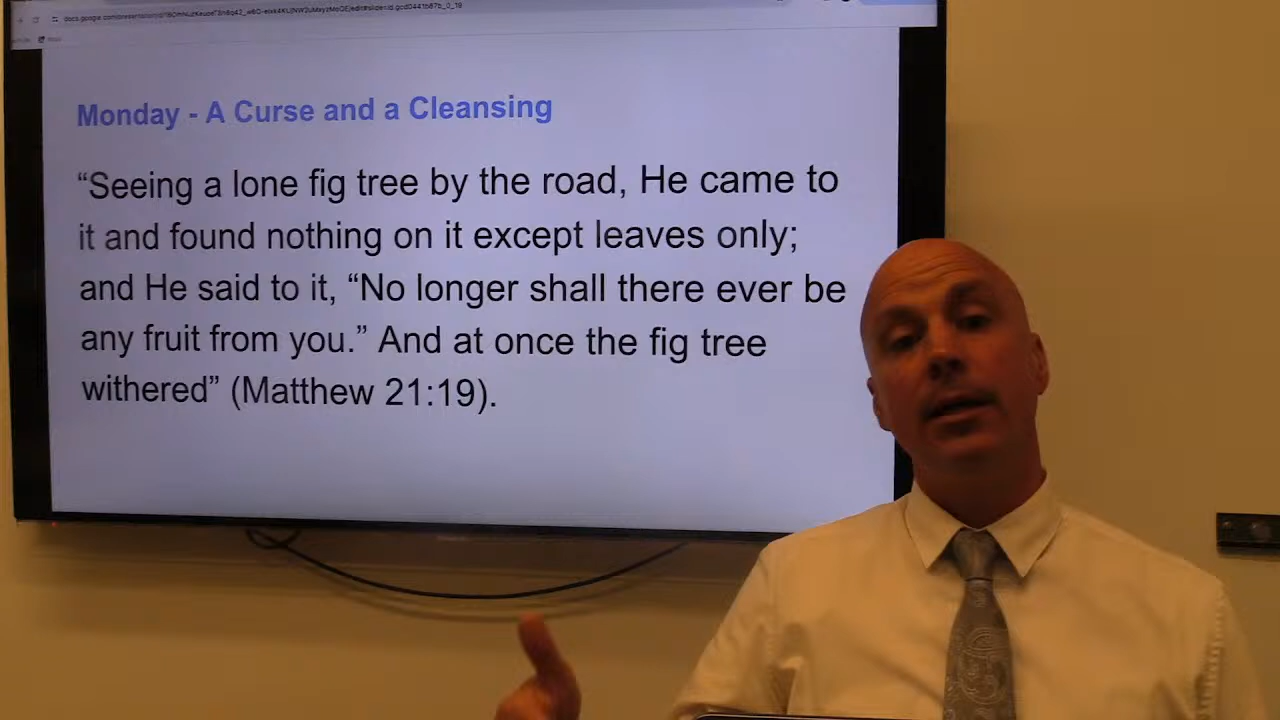 Monday - A Curse and a Cleansing
“Seeing a lone fig tree by the road, He came to
it and found nothing on it except leaves only;
and He said to it, “No longer shall there ever be
any fruit from you.” And at once the fig tree
withered” (Matthew 21:19).